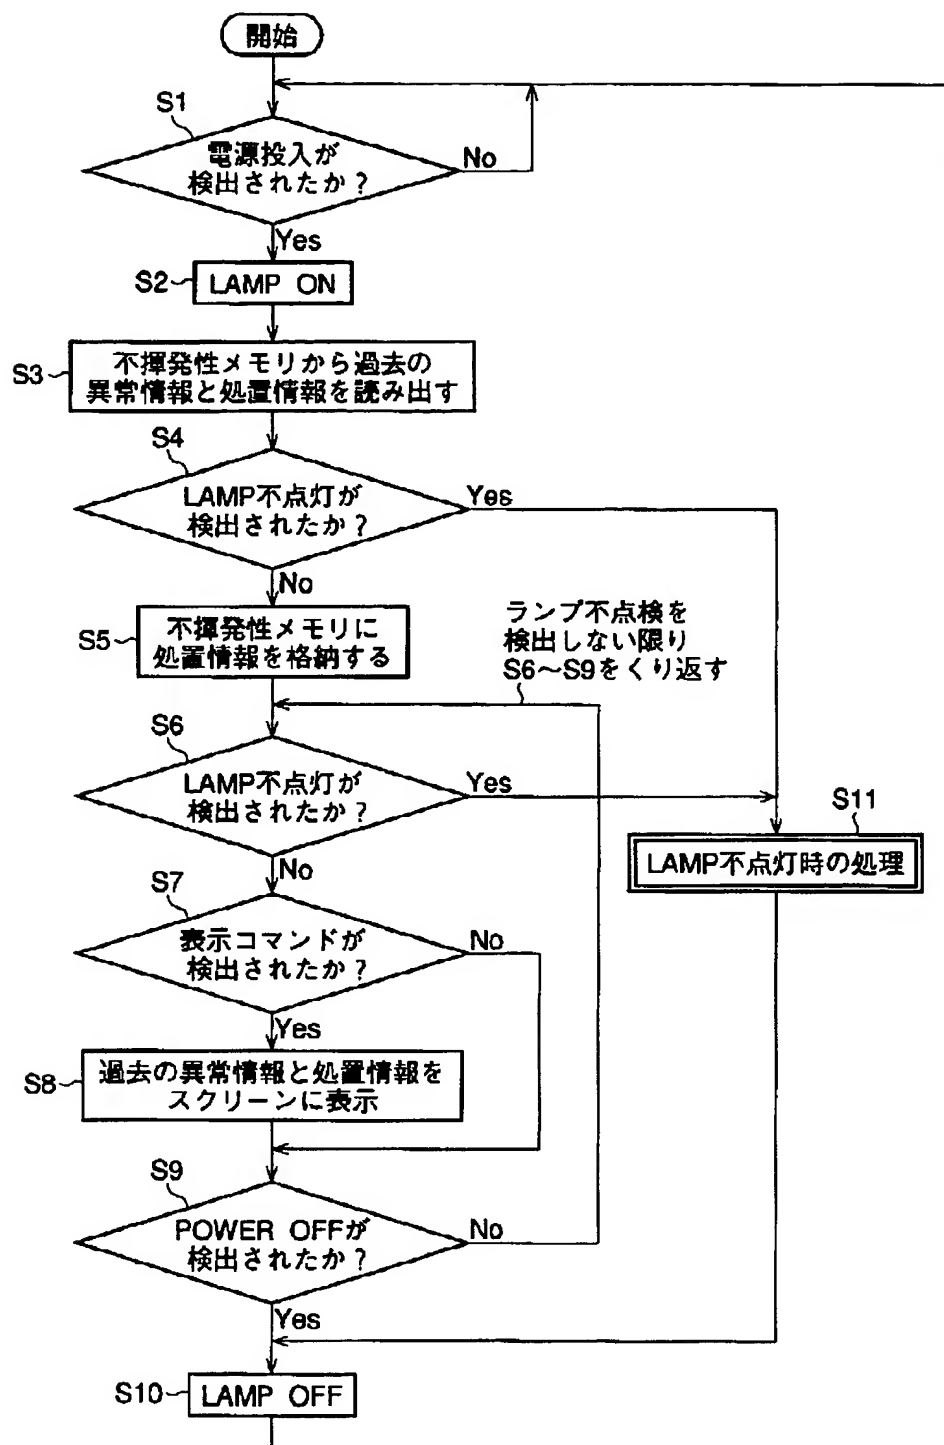 開始
S1
電源投入が
検出されたか？
No
Yes
S2
LAMP ON
S3
不揮発性メモリから過去の
異常情報と処置情報を読み出す
S4
LAMP不点灯が
検出されたか？
Yes
No
S5
不揮発性メモリに
処置情報を格納する
ランプ不点検を
検出しない限り
S6～S9をくり返す
S6
LAMP不点灯が
検出されたか？
Yes
No
S11
LAMP不点灯時の処理
S7
表示コマンドが
検出されたか？
No
Yes
S8
過去の異常情報と処置情報を
スクリーンに表示
S9
POWER OFFが
検出されたか？
No
Yes
S10
LAMP OFF